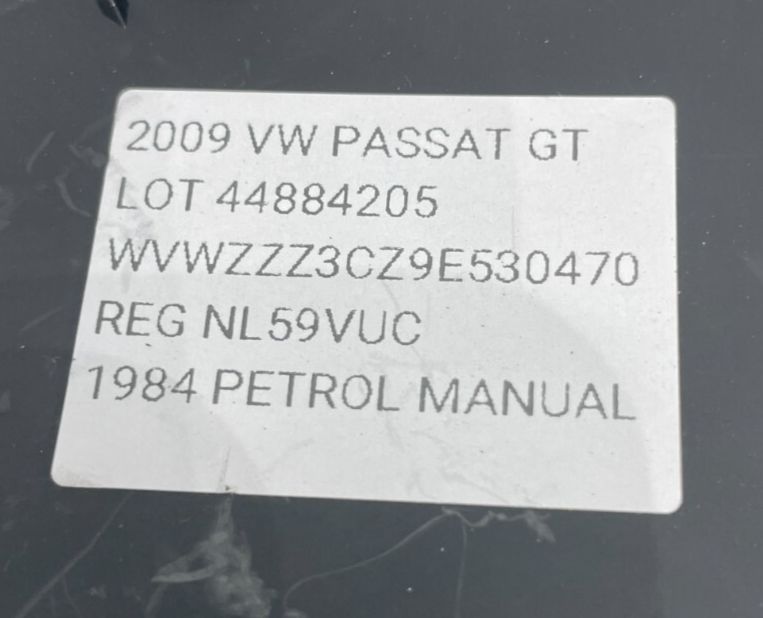 2009 VW PASSAT GT
LOT 44884205
WVWZZZ3CZ9E530470
REG NL59VUC
1984 PETROL MANUAL